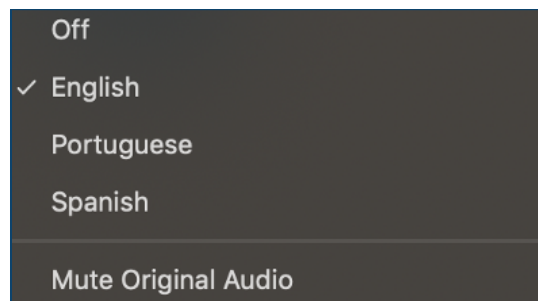 Off
English
Portuguese
Spanish
Mute Original Audio